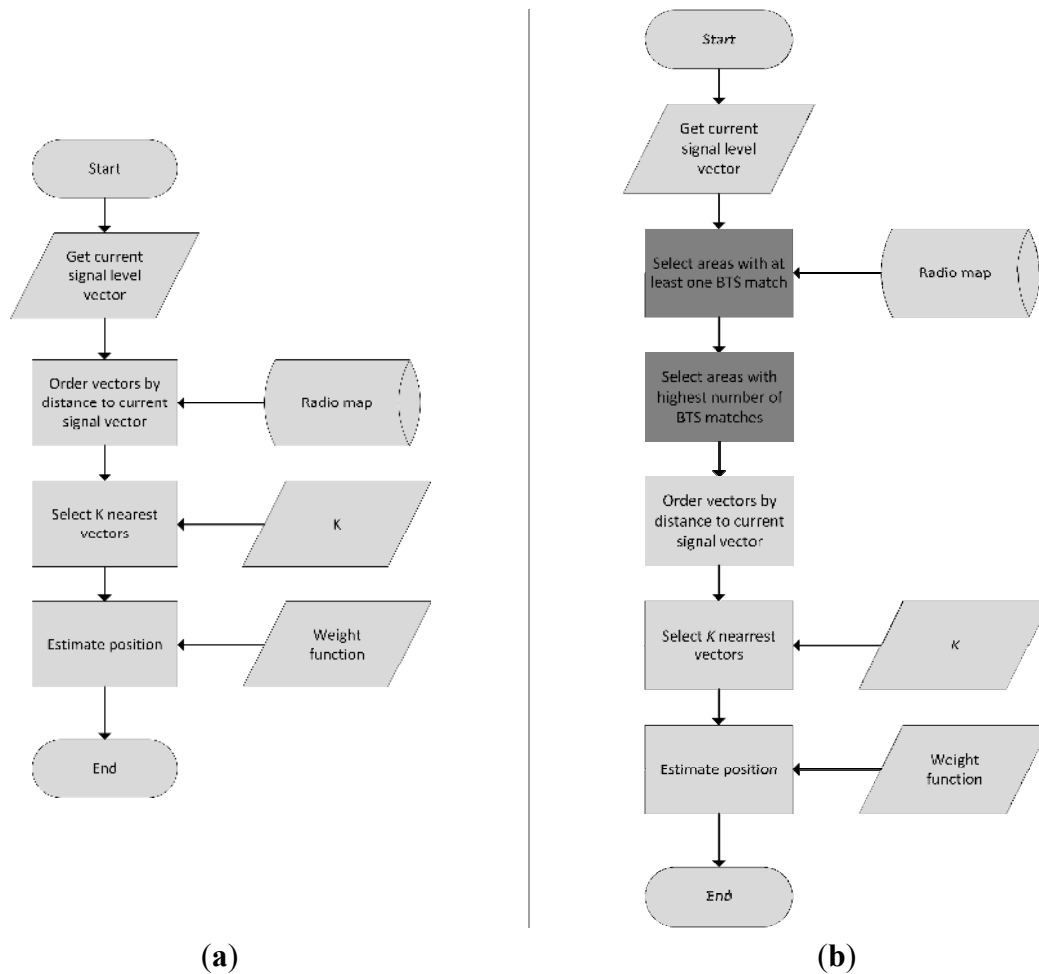 Start
Get current
signal level
vector
Order vectors by
distance to current
signal vector
Radio map
Select K nearest
vectors
K
Estimate position
Weight
function
End
(a)
Start
Get current
signal level
vector
Select areas with at
least one BTS match
Radio map
Select areas with
highest number of
BTS matches
Order vectors by
distance to current
signal vector
Select K nearrest
vectors
K
Estimate position
Weight
function
End
(b)